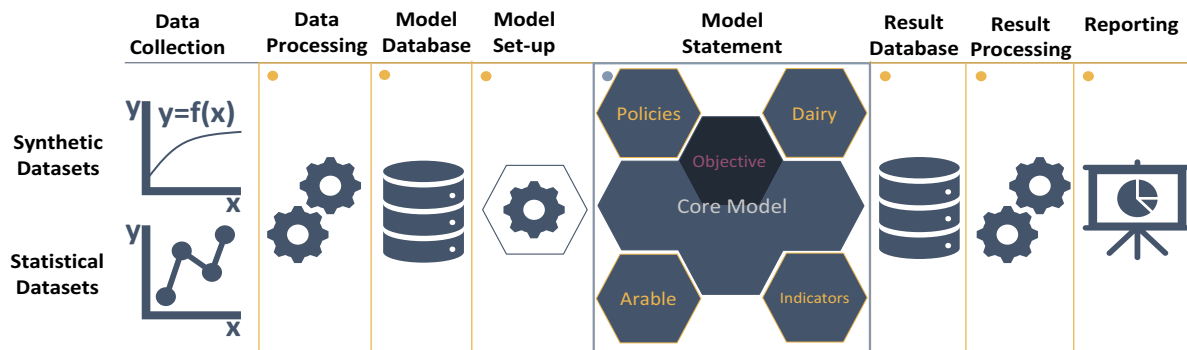 Data
Collection
Data
Processing
Model
Database
Model
Set-up
Model
Statement
Result
Database
Result
Processing
Reporting
Synthetic
Datasets
y
y=f(x)
x
Statistical
Datasets
y
x
Policies
Dairy
Objective
Core Model
Arable
Indicators